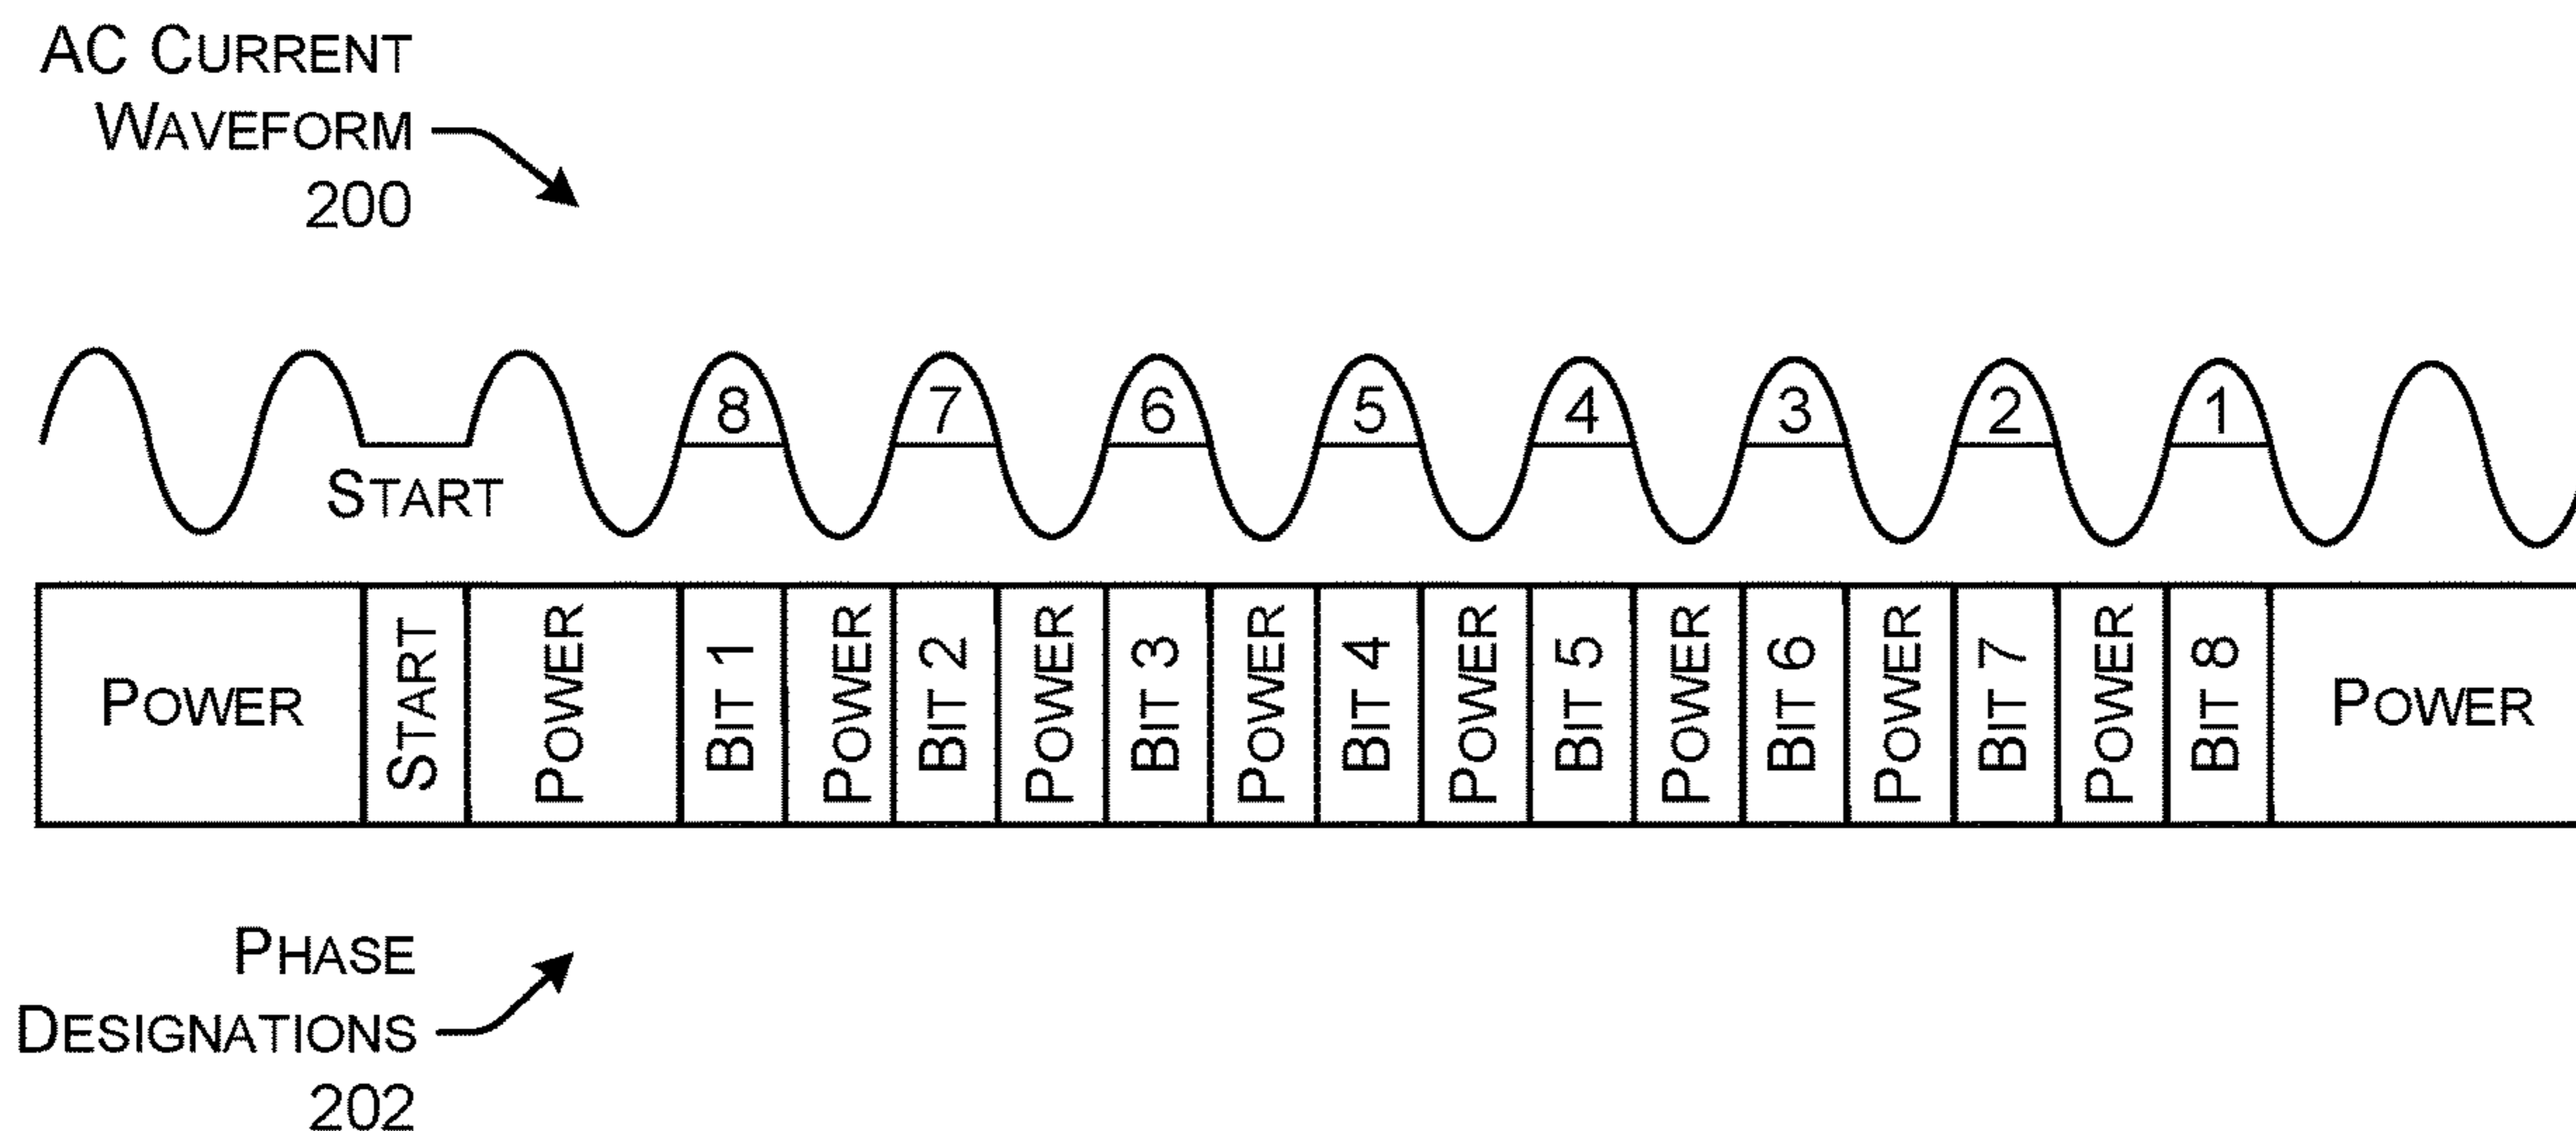 AC CURRENT
WAVEFORM
200
8 7 6 5 4 3 2 1
START
POWER START POWER BIT 1 POWER BIT 2 POWER BIT 3 POWER BIT 4 POWER BIT 5 POWER BIT 6 POWER BIT 7 POWER BIT 8 POWER
PHASE
DESIGNATIONS
202